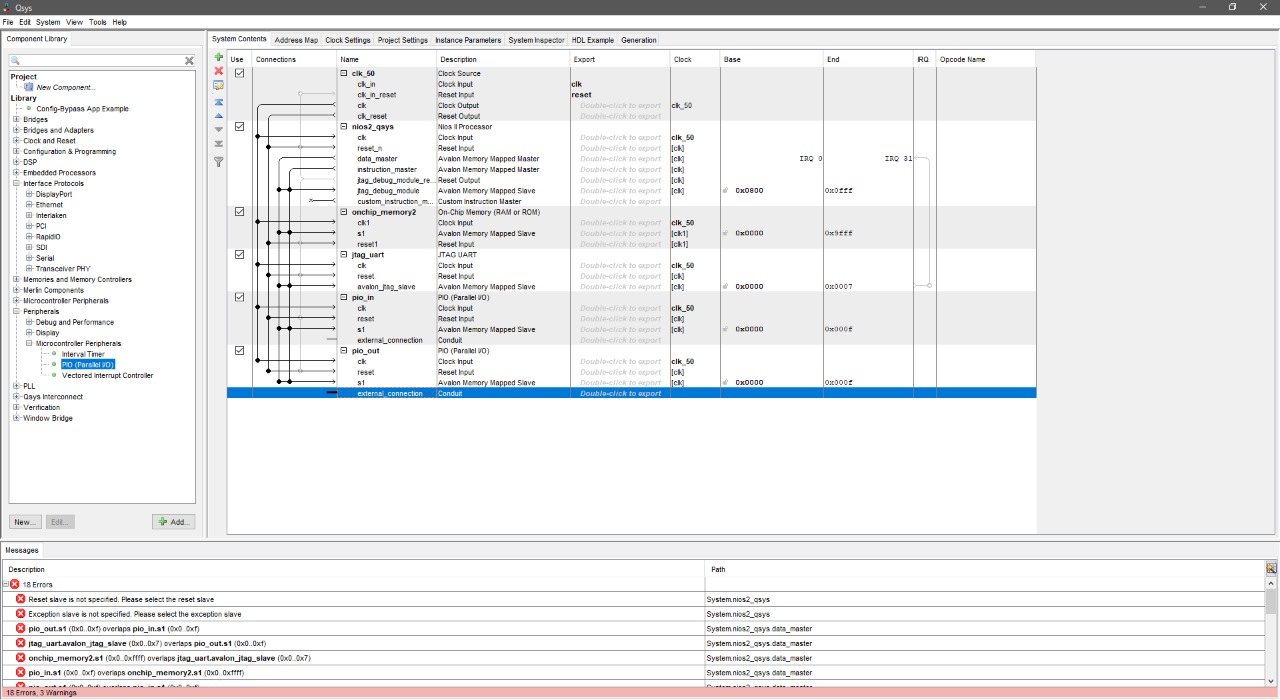 Qsys
File Edit System View Tools Help
Component Library
Project
New Component...
Library
Config-Bypass App Example
Bridges
Bridges and Adapters
Clock and Reset
Configuration & Programming
DSP
Embedded Processors
Interface Protocols
DisplayPort
Ethernet
Interlaken
PCI
RapidIO
SDI
Serial
Transceiver PHY
Memories and Memory Controllers
Merlin Components
Microcontroller Peripherals
Peripherals
Debug and Performance
Display
Microcontroller Peripherals
Interval Timer
PIO (Parallel I/O)
Vectored Interrupt Controller
PLL
Qsys Interconnect
Verification
Window Bridge
New... Edit... Add...
System Contents Address Map Clock Settings Project Settings Instance Parameters System Inspector HDL Example Generation
Use Connections Name Description Export Clock Base End IRQ Opcode Name
clk_50 Clock Source
clk_in Clock Input clk
clk_in_reset Reset Input reset
clk Clock Output Double-click to export clk_50
clk_reset Reset Output Double-click to export
nios2_qsys Nios II Processor
clk Clock Input Double-click to export clk_50
reset_n Reset Input Double-click to export [clk]
data_master Avalon Memory Mapped Master Double-click to export [clk] IRQ 0 IRQ 31
instruction_master Avalon Memory Mapped Master Double-click to export [clk]
jtag_debug_module_re... Reset Output Double-click to export [clk]
jtag_debug_module Avalon Memory Mapped Slave Double-click to export [clk] 0x0800 0x0fff
custom_instruction_m... Custom Instruction Master Double-click to export
onchip_memory2 On-Chip Memory (RAM or ROM)
clk1 Clock Input Double-click to export clk_50
s1 Avalon Memory Mapped Slave Double-click to export [clk1] 0x0000 0x9fff
reset1 Reset Input Double-click to export [clk1]
jtag_uart JTAG UART
clk Clock Input Double-click to export clk_50
reset Reset Input Double-click to export [clk]
avalon_jtag_slave Avalon Memory Mapped Slave Double-click to export [clk] 0x0000 0x0007
pio_in PIO (Parallel I/O)
clk Clock Input Double-click to export clk_50
reset Reset Input Double-click to export [clk]
s1 Avalon Memory Mapped Slave Double-click to export [clk] 0x0000 0x000f
external_connection Conduit Double-click to export
pio_out PIO (Parallel I/O)
clk Clock Input Double-click to export clk_50
reset Reset Input Double-click to export [clk]
s1 Avalon Memory Mapped Slave Double-click to export [clk] 0x0000 0x000f
external_connection Conduit Double-click to export
Messages
Description Path
18 Errors
Reset slave is not specified. Please select the reset slave System.nios2_qsys
Exception slave is not specified. Please select the exception slave System.nios2_qsys
pio_out.s1 (0x0..0xf) overlaps pio_in.s1 (0x0..0xf) System.nios2_qsys.data_master
jtag_uart.avalon_jtag_slave (0x0..0x7) overlaps pio_out.s1 (0x0..0xf) System.nios2_qsys.data_master
onchip_memory2.s1 (0x0..0xffff) overlaps jtag_uart.avalon_jtag_slave (0x0..0x7) System.nios2_qsys.data_master
pio_in.s1 (0x0..0xf) overlaps onchip_memory2.s1 (0x0..0xffff) System.nios2_qsys.data_master
18 Errors, 3 Warnings